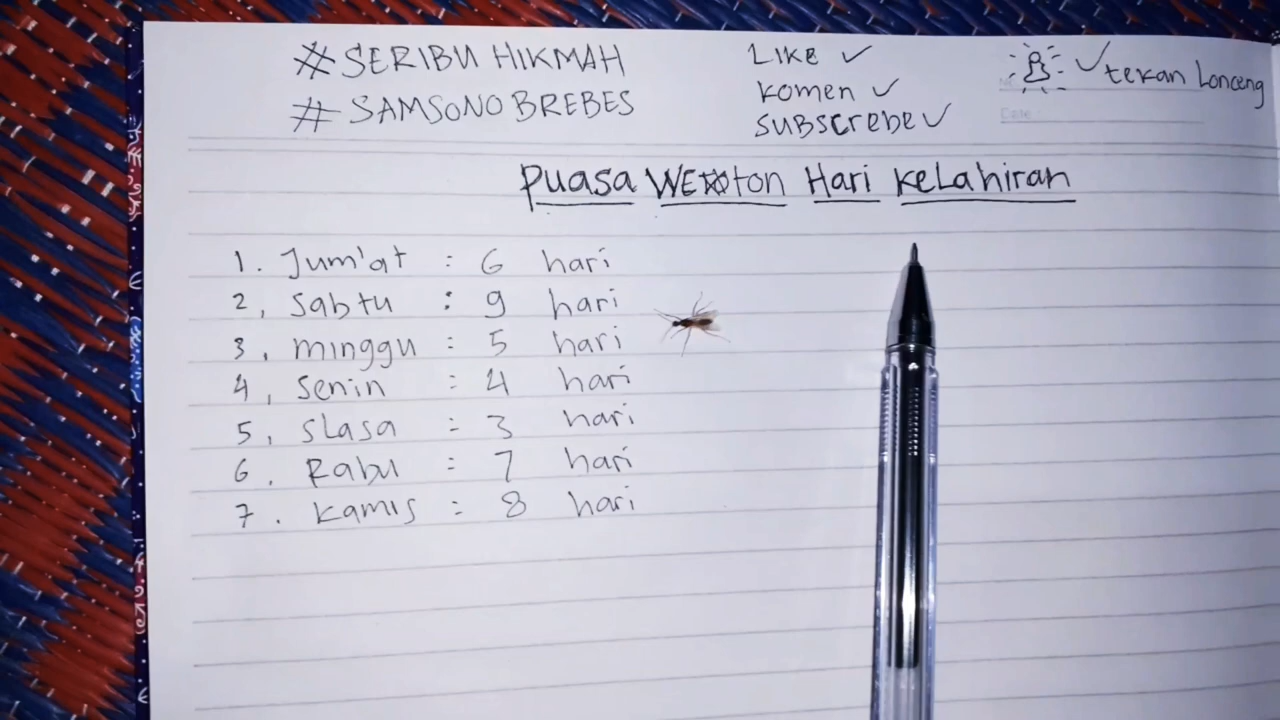 #SERIBU HIKMAH
#SAMSONO BREBES
LIKE ✓
Komen ✓
SUBSCREBE ✓
✓ tekan Lonceng
Date :
Puasa WEton Hari KeLahiran
1. Jum'at : 6 hari
2, Sabtu : 9 hari
3, minggu : 5 hari
4, Senin : 4 hari
5, SLasa : 3 hari
6. Rabu : 7 hari
7. Kamis : 8 hari